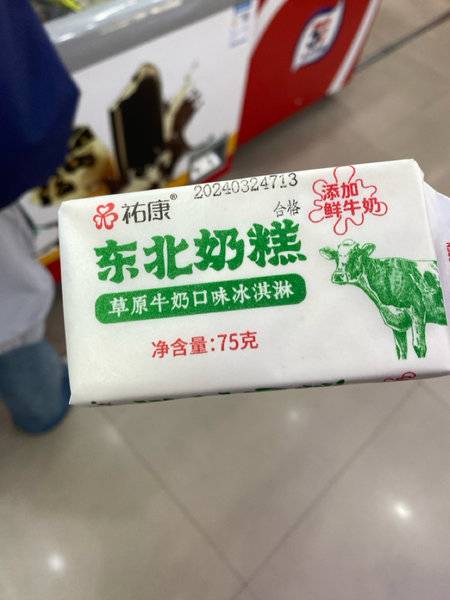 20240324713
祐康®
合格
添加
鲜牛奶
东北奶糕
草原牛奶口味冰淇淋
净含量:75克